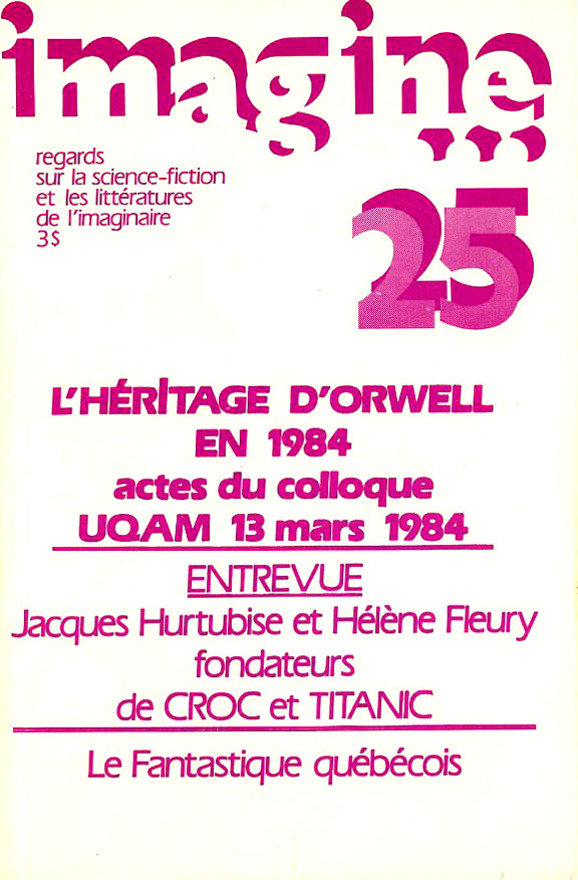 imagine...
regards
sur la science-fiction
et les littératures
de l'imaginaire
3$
25
L'HÉRITAGE D'ORWELL
EN 1984
actes du colloque
UQAM 13 mars 1984
ENTREVUE
Jacques Hurtubise et Hélène Fleury
fondateurs
de CROC et TITANIC
Le Fantastique québécois